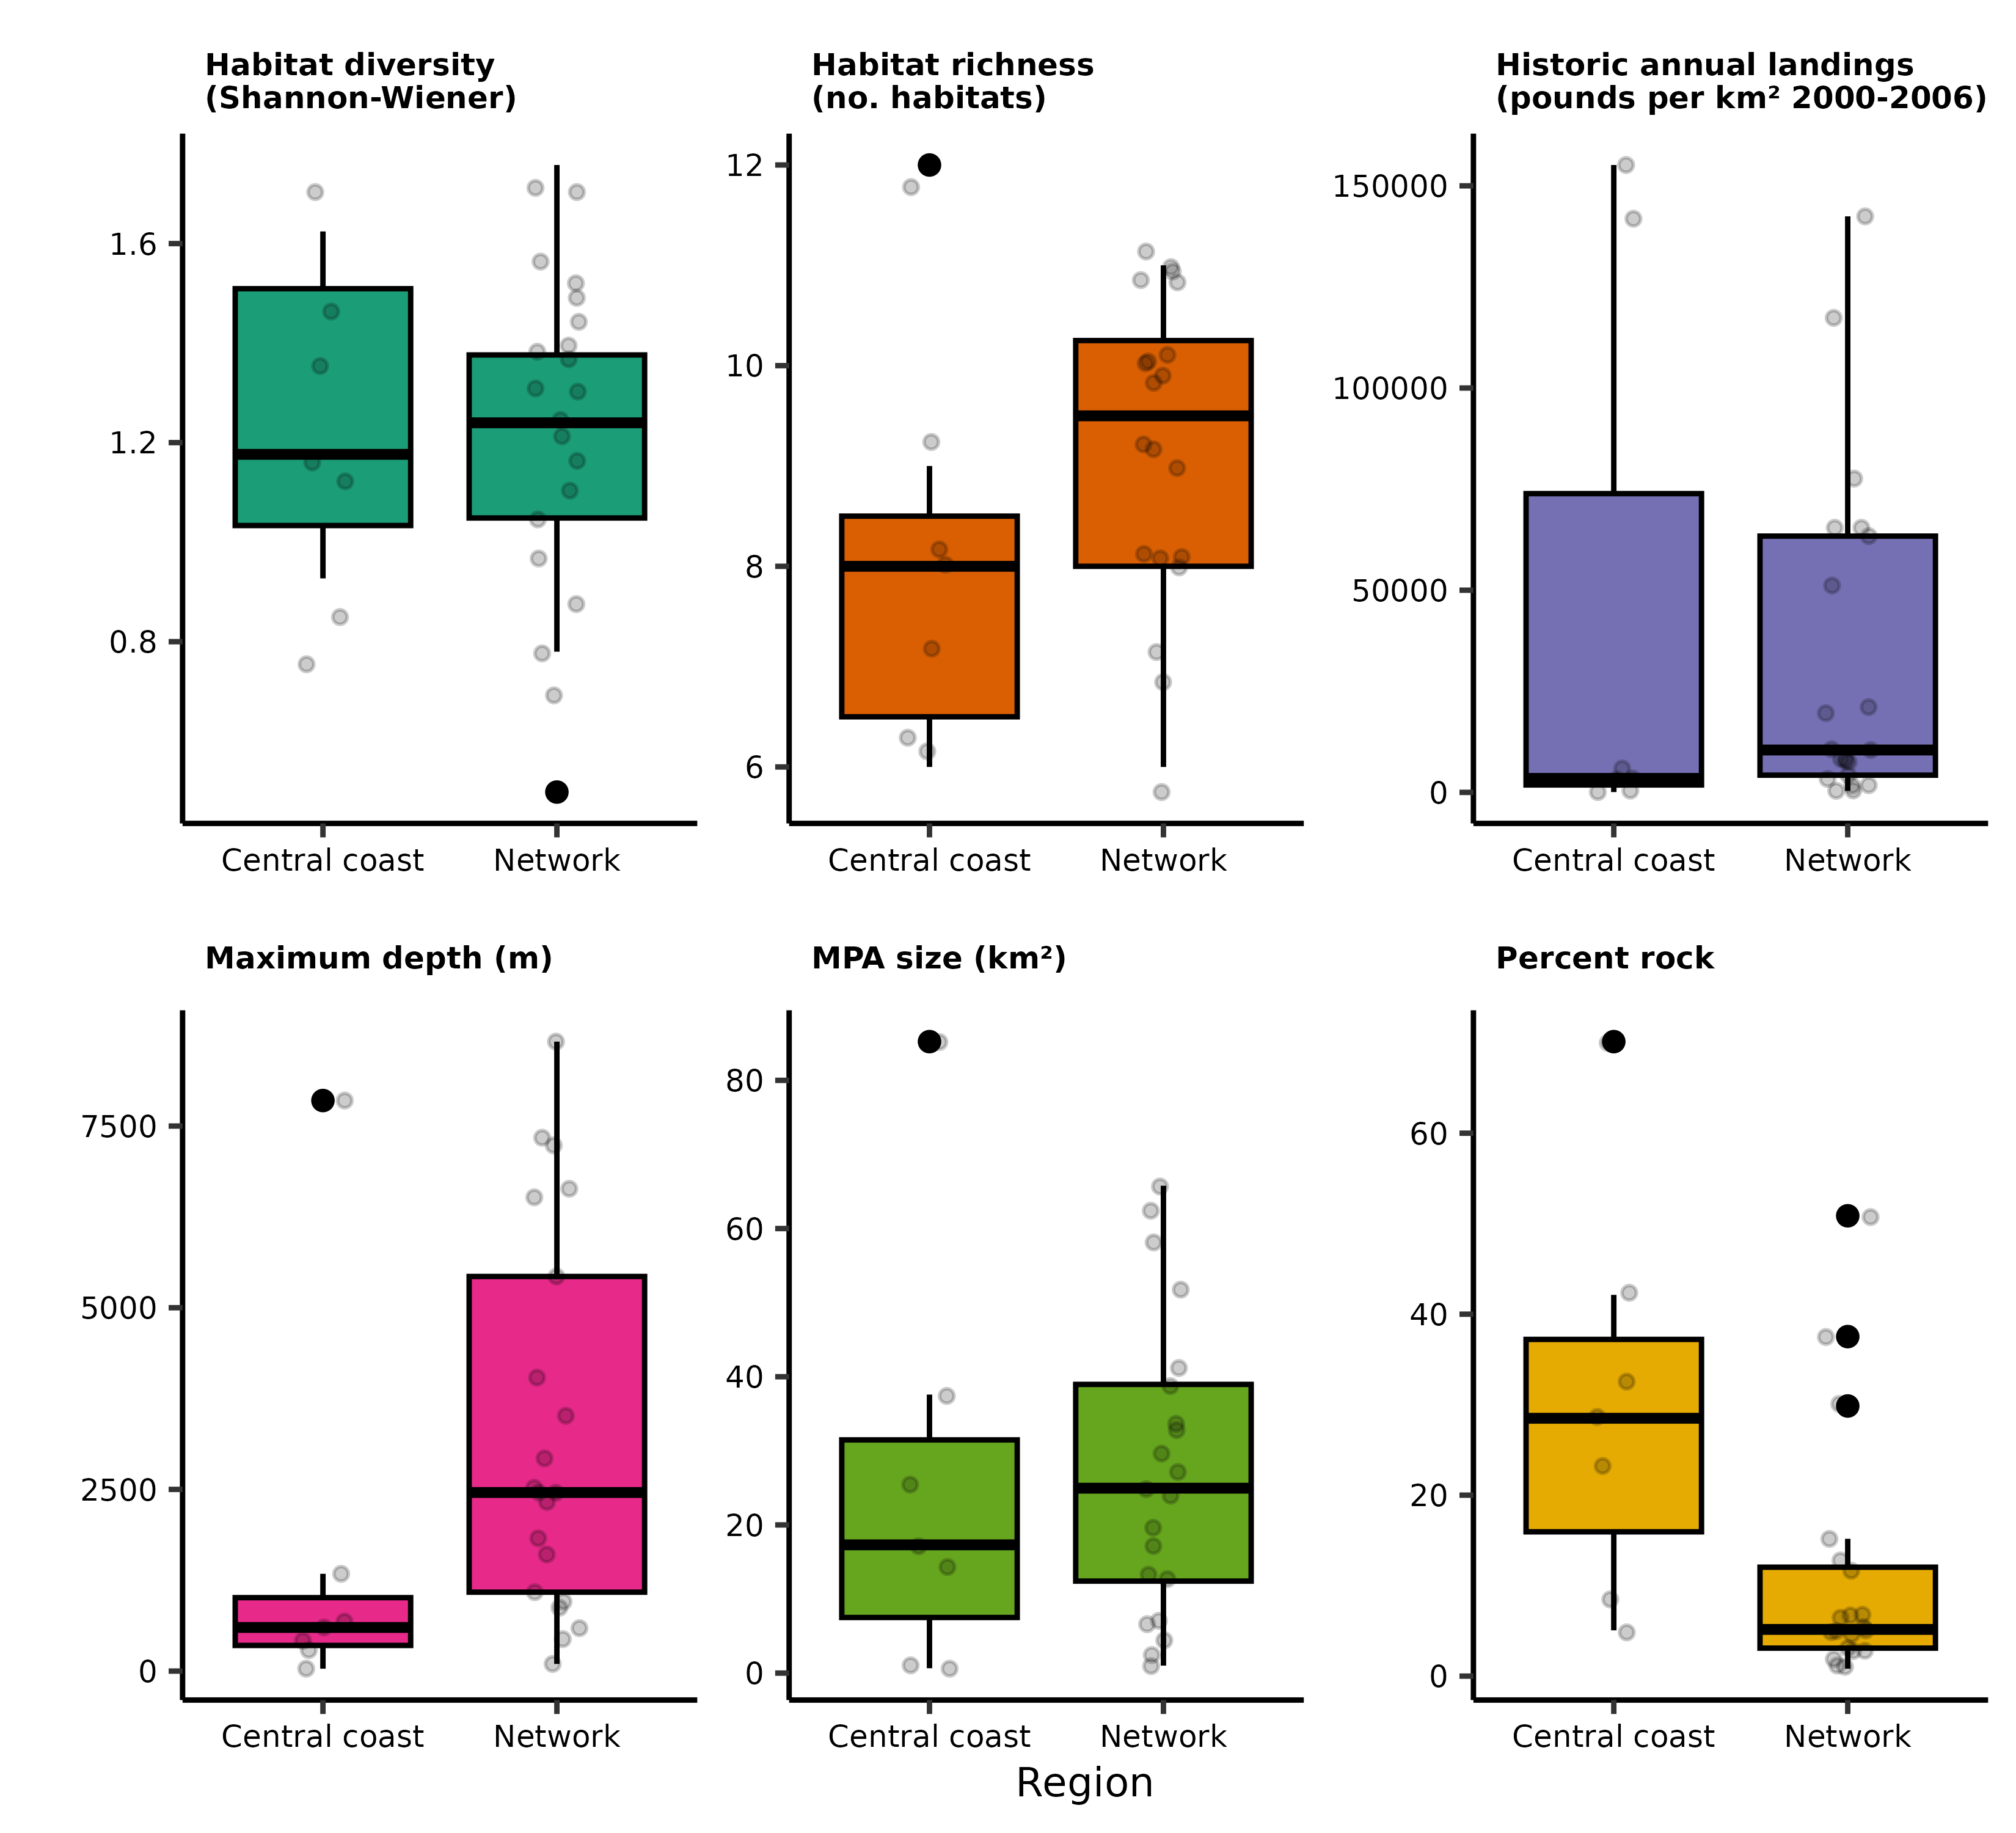 Habitat diversity
(Shannon-Wiener)
1.6
1.2
0.8
Central coast Network
Habitat richness
(no. habitats)
12
10
8
6
Central coast Network
Historic annual landings
(pounds per km² 2000-2006)
150000
100000
50000
0
Central coast Network
Maximum depth (m)
7500
5000
2500
0
Central coast Network
MPA size (km²)
80
60
40
20
0
Central coast Network
Percent rock
60
40
20
0
Central coast Network
Region